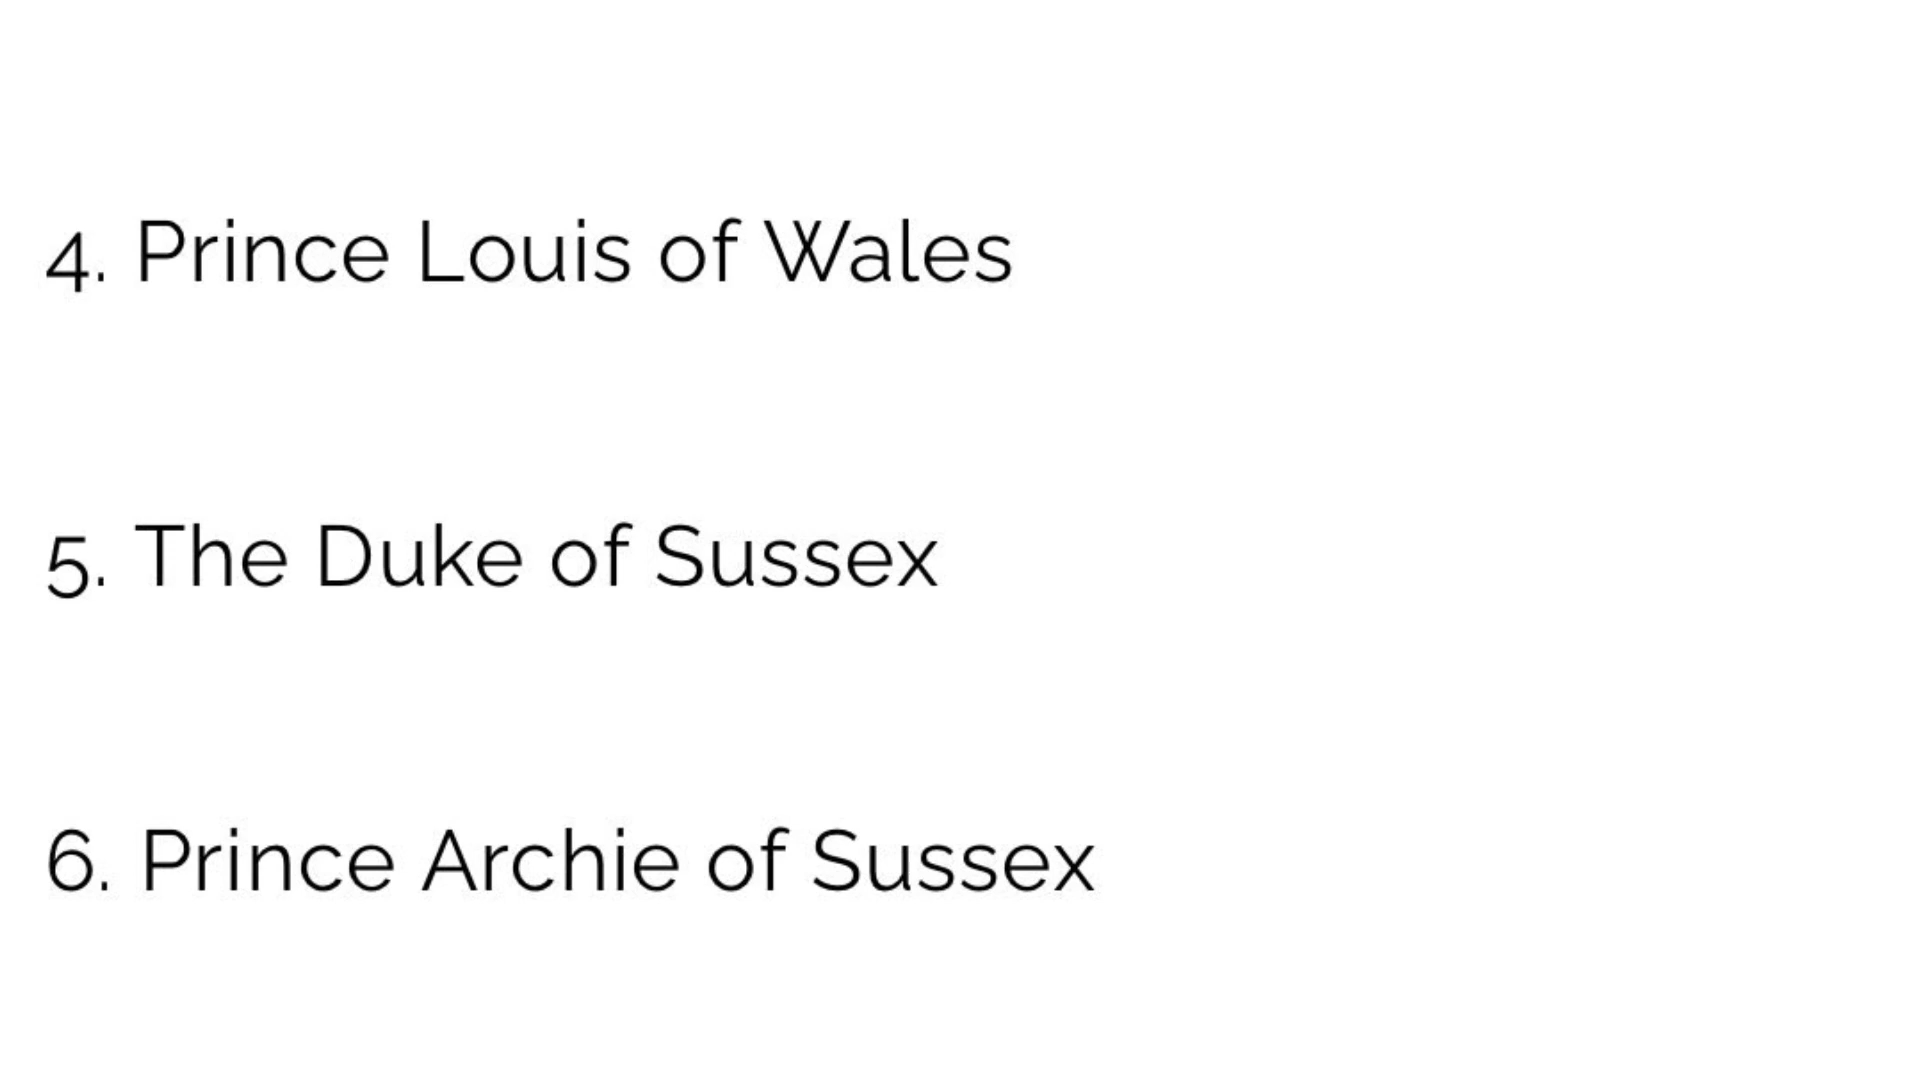 4. Prince Louis of Wales
5. The Duke of Sussex
6. Prince Archie of Sussex